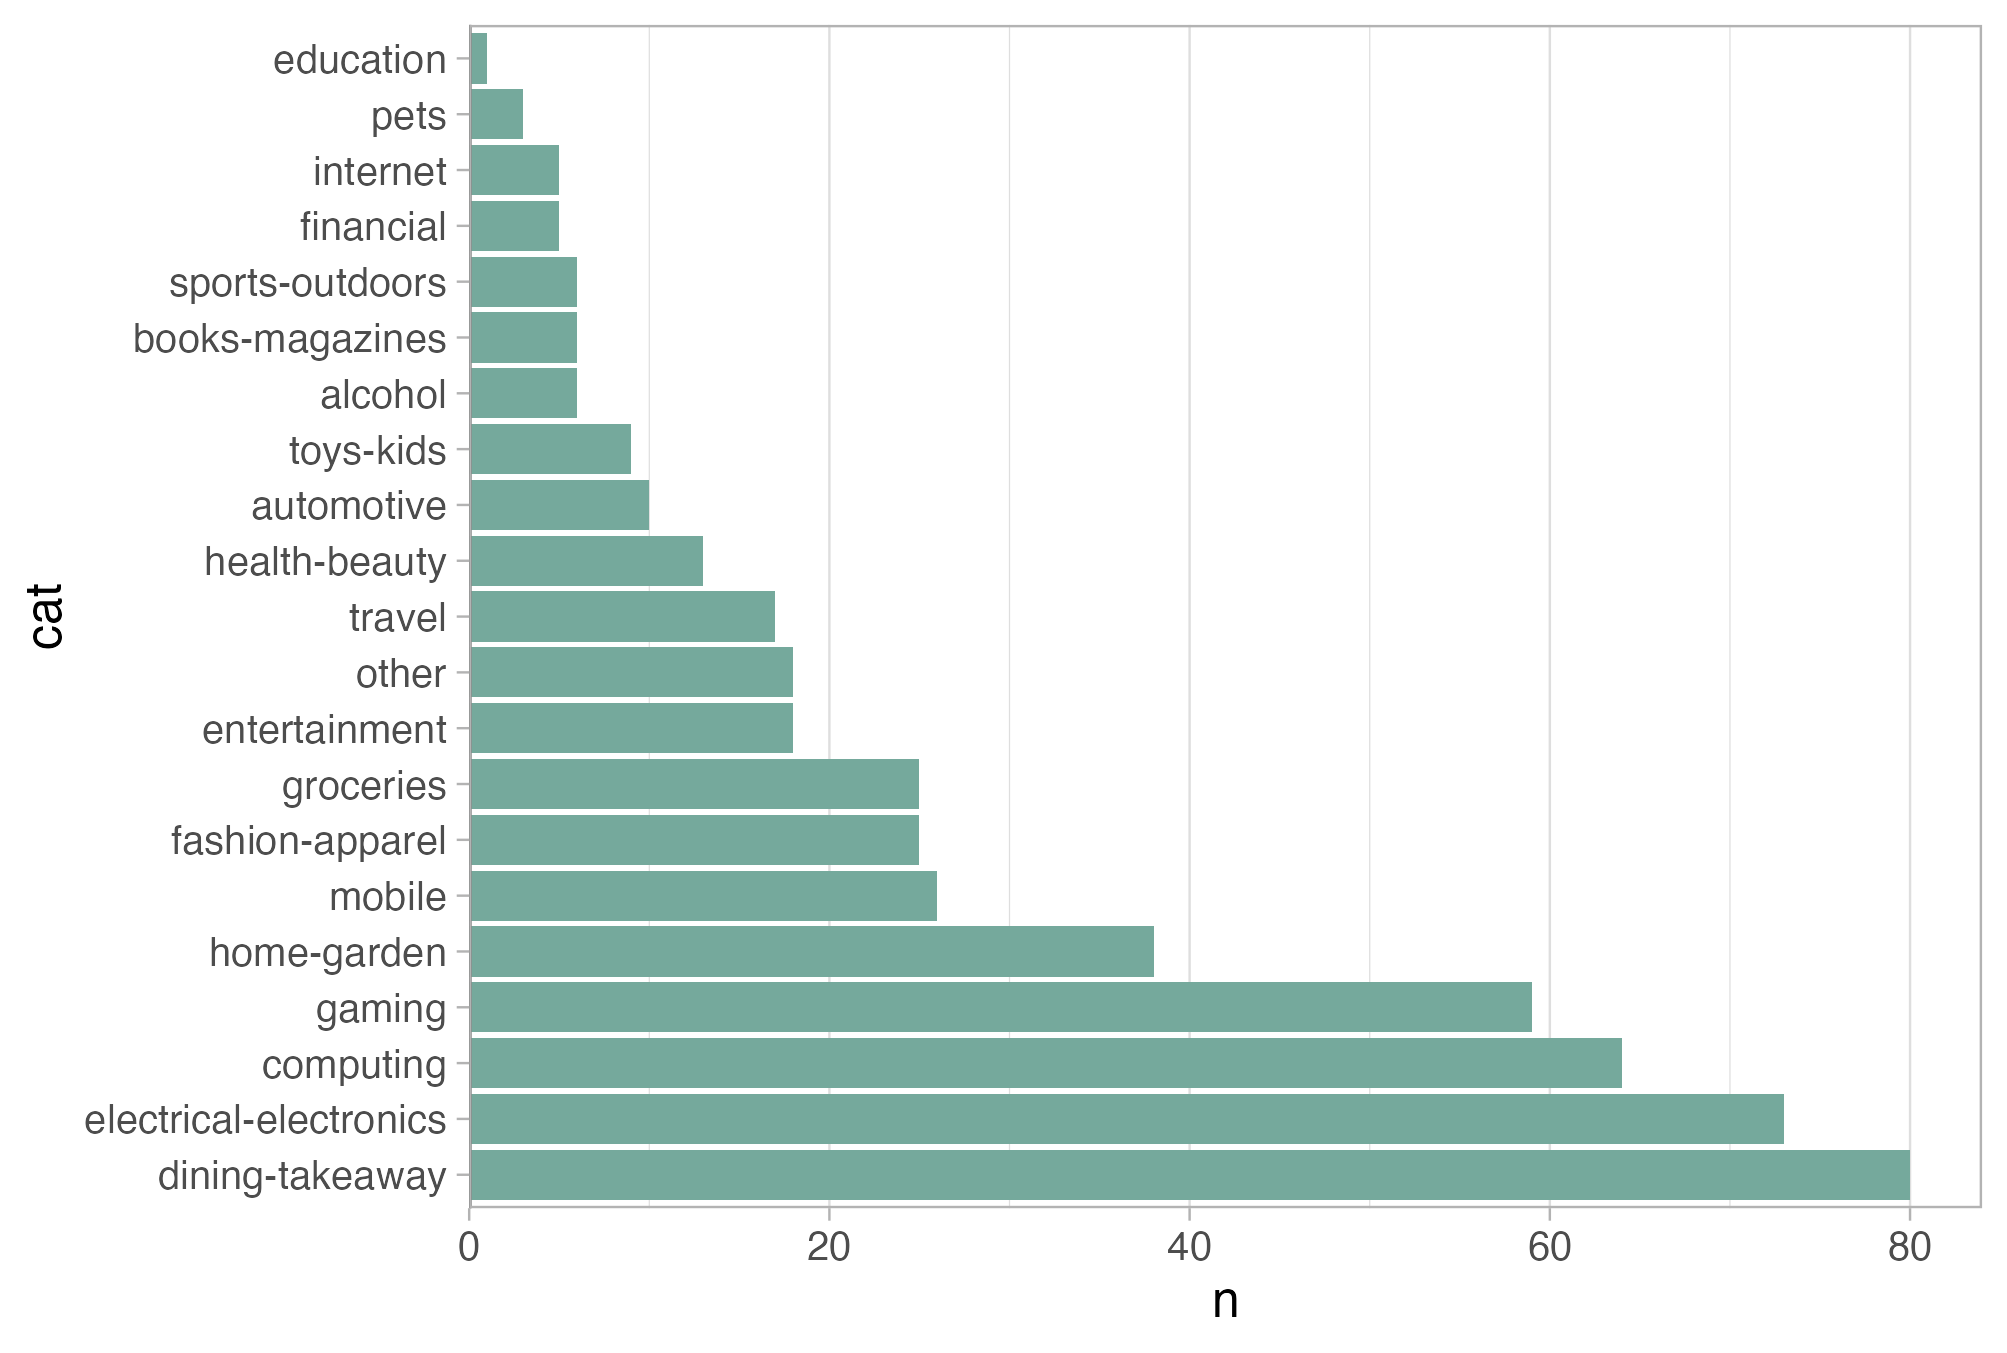 education
pets
internet
financial
sports-outdoors
books-magazines
alcohol
toys-kids
automotive
health-beauty
travel
other
entertainment
groceries
fashion-apparel
mobile
home-garden
gaming
computing
electrical-electronics
dining-takeaway
cat
0 20 40 60 80
n